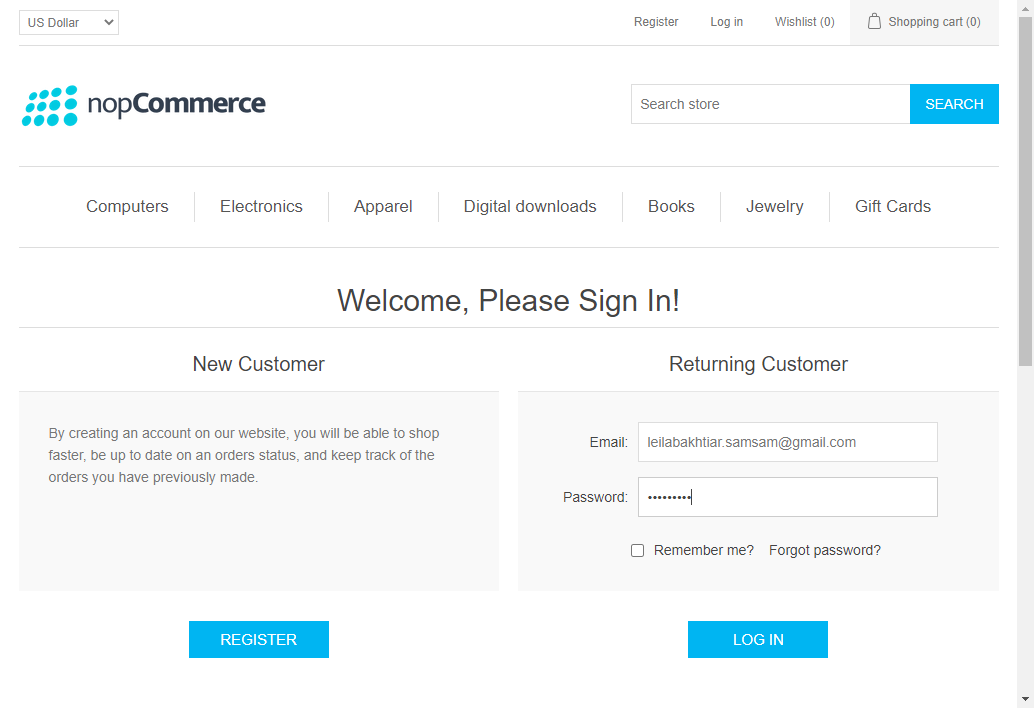 US Dollar
Register
Log in
Wishlist (0)
Shopping cart (0)
nopCommerce
Search store
SEARCH
Computers
Electronics
Apparel
Digital downloads
Books
Jewelry
Gift Cards
Welcome, Please Sign In!
New Customer
By creating an account on our website, you will be able to shop
faster, be up to date on an orders status, and keep track of the
orders you have previously made.
REGISTER
Returning Customer
Email:
leilabakhtiar.samsam@gmail.com
Password:
•••••••••
Remember me?
Forgot password?
LOG IN